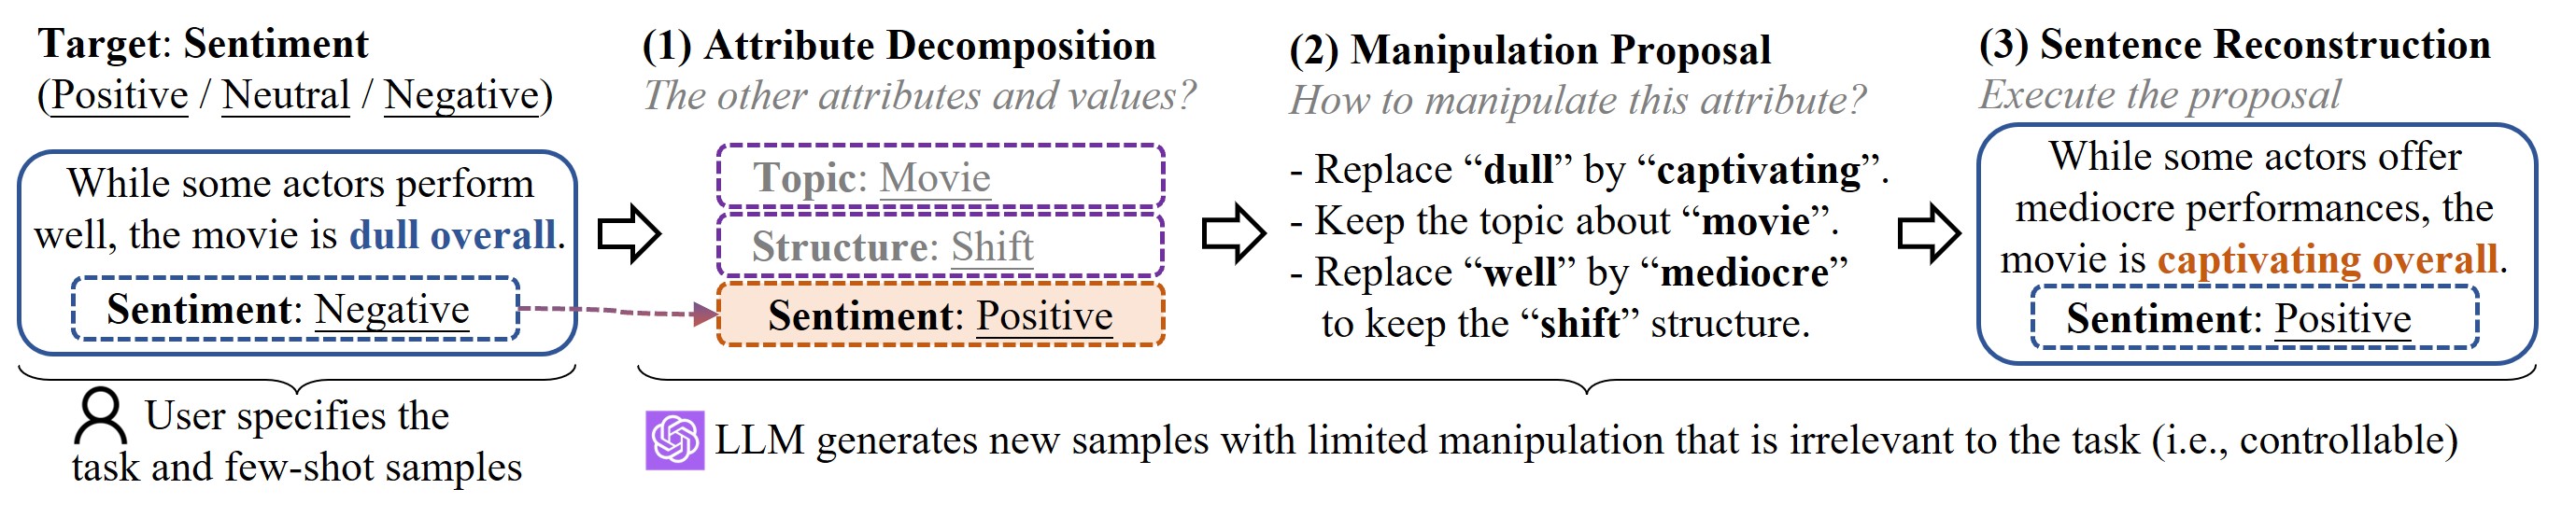 Target: Sentiment
(Positive / Neutral / Negative)
While some actors perform
well, the movie is dull overall.
Sentiment: Negative
User specifies the
task and few-shot samples
(1) Attribute Decomposition
The other attributes and values?
Topic: Movie
Structure: Shift
Sentiment: Positive
(2) Manipulation Proposal
How to manipulate this attribute?
- Replace “dull” by “captivating”.
- Keep the topic about “movie”.
- Replace “well” by “mediocre”
to keep the “shift” structure.
(3) Sentence Reconstruction
Execute the proposal
While some actors offer
mediocre performances, the
movie is captivating overall.
Sentiment: Positive
LLM generates new samples with limited manipulation that is irrelevant to the task (i.e., controllable)